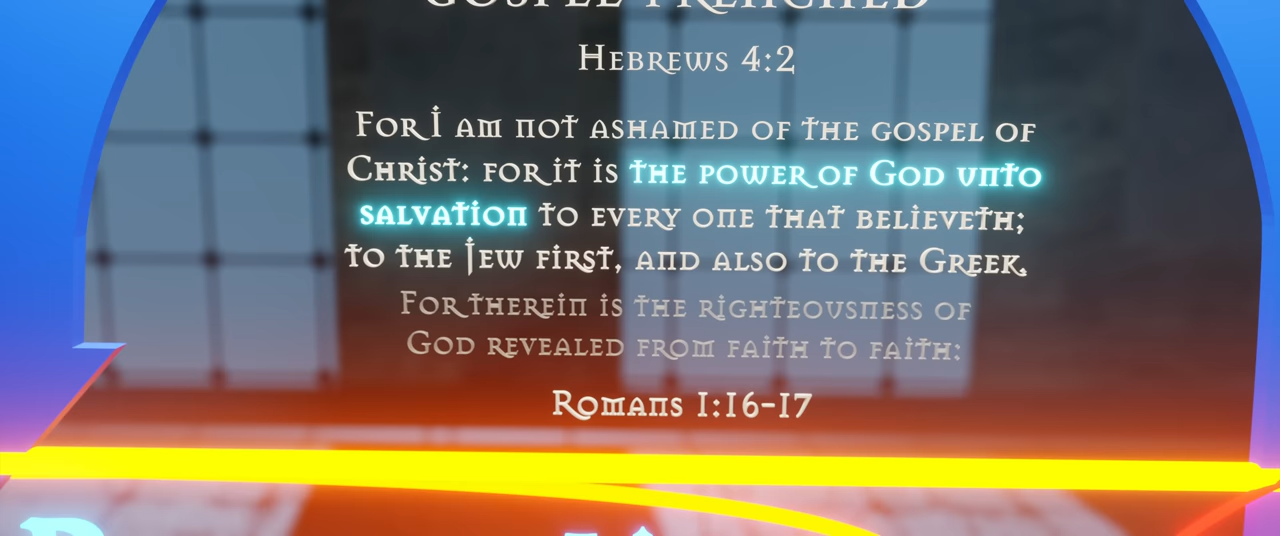 GOSPEL PREACHED
HEBREWS 4:2
FOR I AM NOT ASHAMED OF THE GOSPEL OF
CHRIST: FOR IT IS THE POWER OF GOD UNTO
SALVATION TO EVERY ONE THAT BELIEVETH;
TO THE JEW FIRST, AND ALSO TO THE GREEK.
FOR THEREIN IS THE RIGHTEOUSNESS OF
GOD REVEALED FROM FAITH TO FAITH:
ROMANS 1:16-17